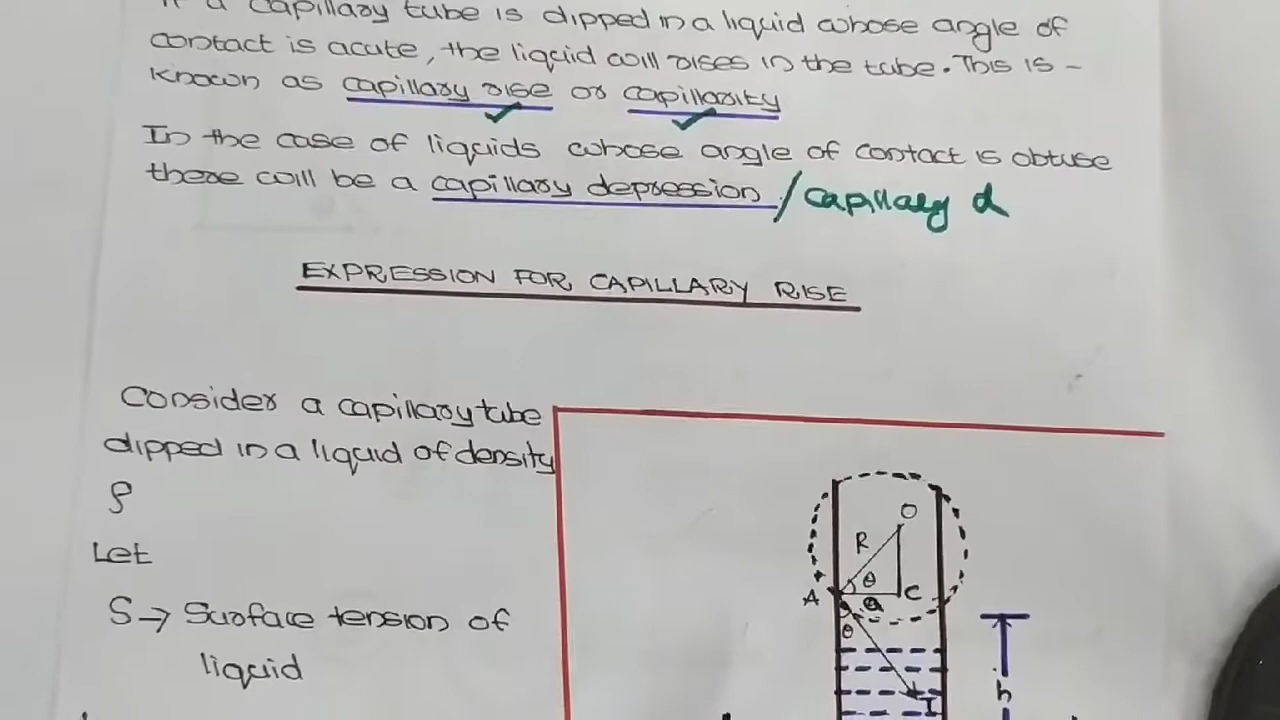 If a capillary tube is dipped in a liquid whose angle of
contact is acute, the liquid will rises in the tube. This is -
known as capillary rise or capillarity
In the case of liquids whose angle of contact is obtuse
there will be a capillary depression / capillary d
EXPRESSION FOR CAPILLARY RISE
Consider a capillary tube
dipped in a liquid of density
ρ
Let
S → Surface tension of
liquid
O
R
θ
A
a
C
θ
I
h